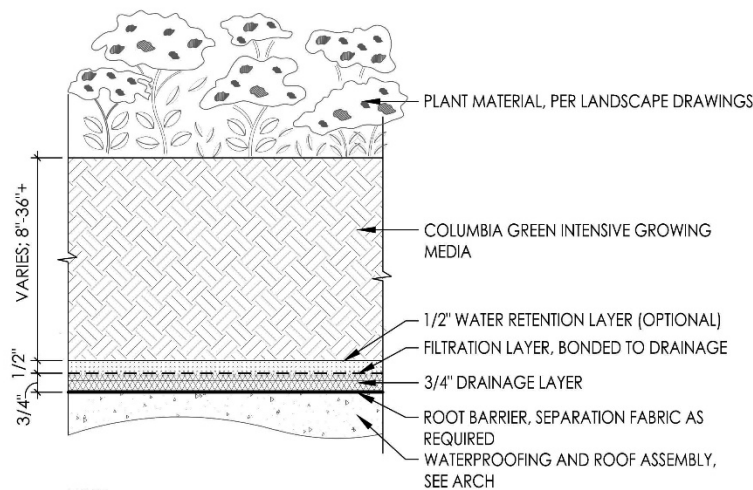 PLANT MATERIAL, PER LANDSCAPE DRAWINGS
VARIES; 8"-36"+
COLUMBIA GREEN INTENSIVE GROWING
MEDIA
1/2" WATER RETENTION LAYER (OPTIONAL)
FILTRATION LAYER, BONDED TO DRAINAGE
1/2"
3/4" DRAINAGE LAYER
3/4"
ROOT BARRIER, SEPARATION FABRIC AS
REQUIRED
WATERPROOFING AND ROOF ASSEMBLY,
SEE ARCH